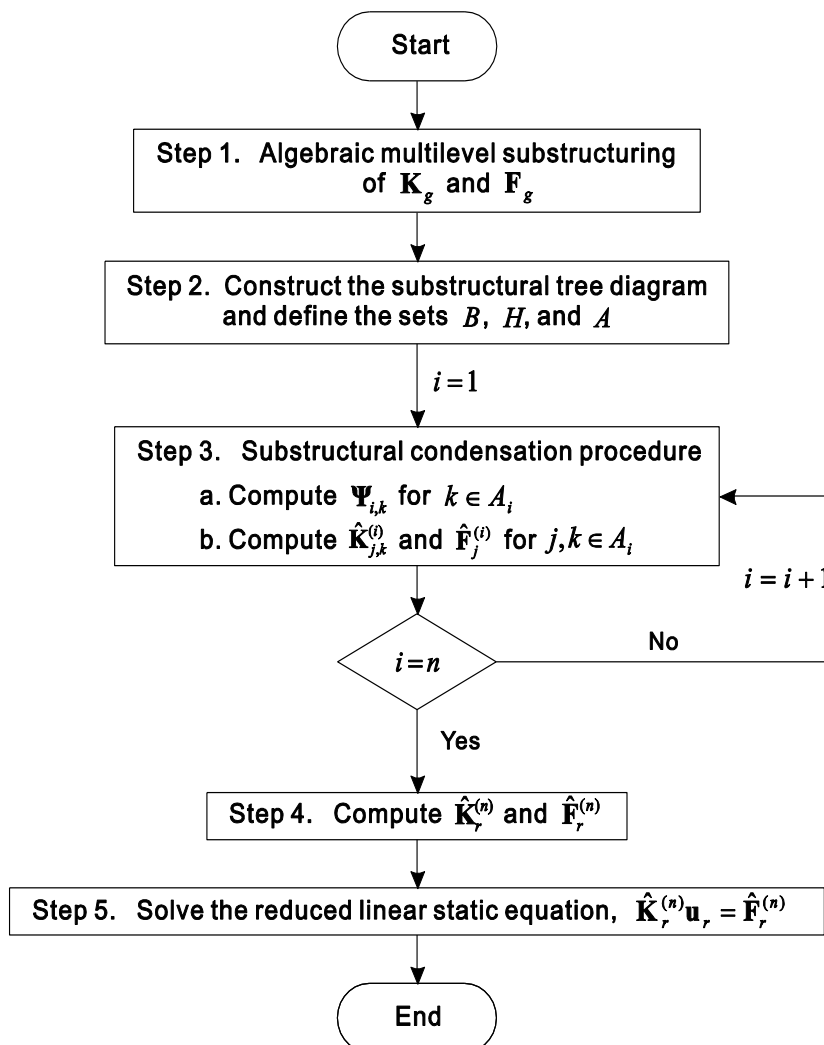 Start
Step 1. Algebraic multilevel substructuring
of K_g and F_g
Step 2. Construct the substructural tree diagram
and define the sets B, H, and A
i=1
Step 3. Substructural condensation procedure
a. Compute Ψ_{i,k} for k ∈ A_i
b. Compute K̂_{j,k}^{(i)} and F̂_j^{(i)} for j,k ∈ A_i
i = i + 1
i=n
No
Yes
Step 4. Compute K̂_r^{(n)} and F̂_r^{(n)}
Step 5. Solve the reduced linear static equation, K̂_r^{(n)} u_r = F̂_r^{(n)}
End